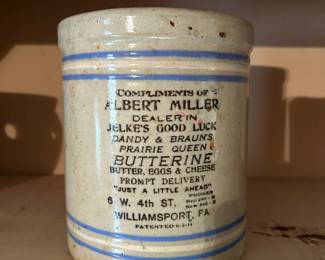 COMPLIMENTS OF
ALBERT MILLER
DEALER IN
JELKE'S GOOD LUCK
DANDY & BRAUN'S
PRAIRIE QUEEN
BUTTERINE
BUTTER, EGGS & CHEESE
PROMPT DELIVERY
"JUST A LITTLE AHEAD"
PHONES
6 W. 4th ST.
WILLIAMSPORT, PA.
PATENTED